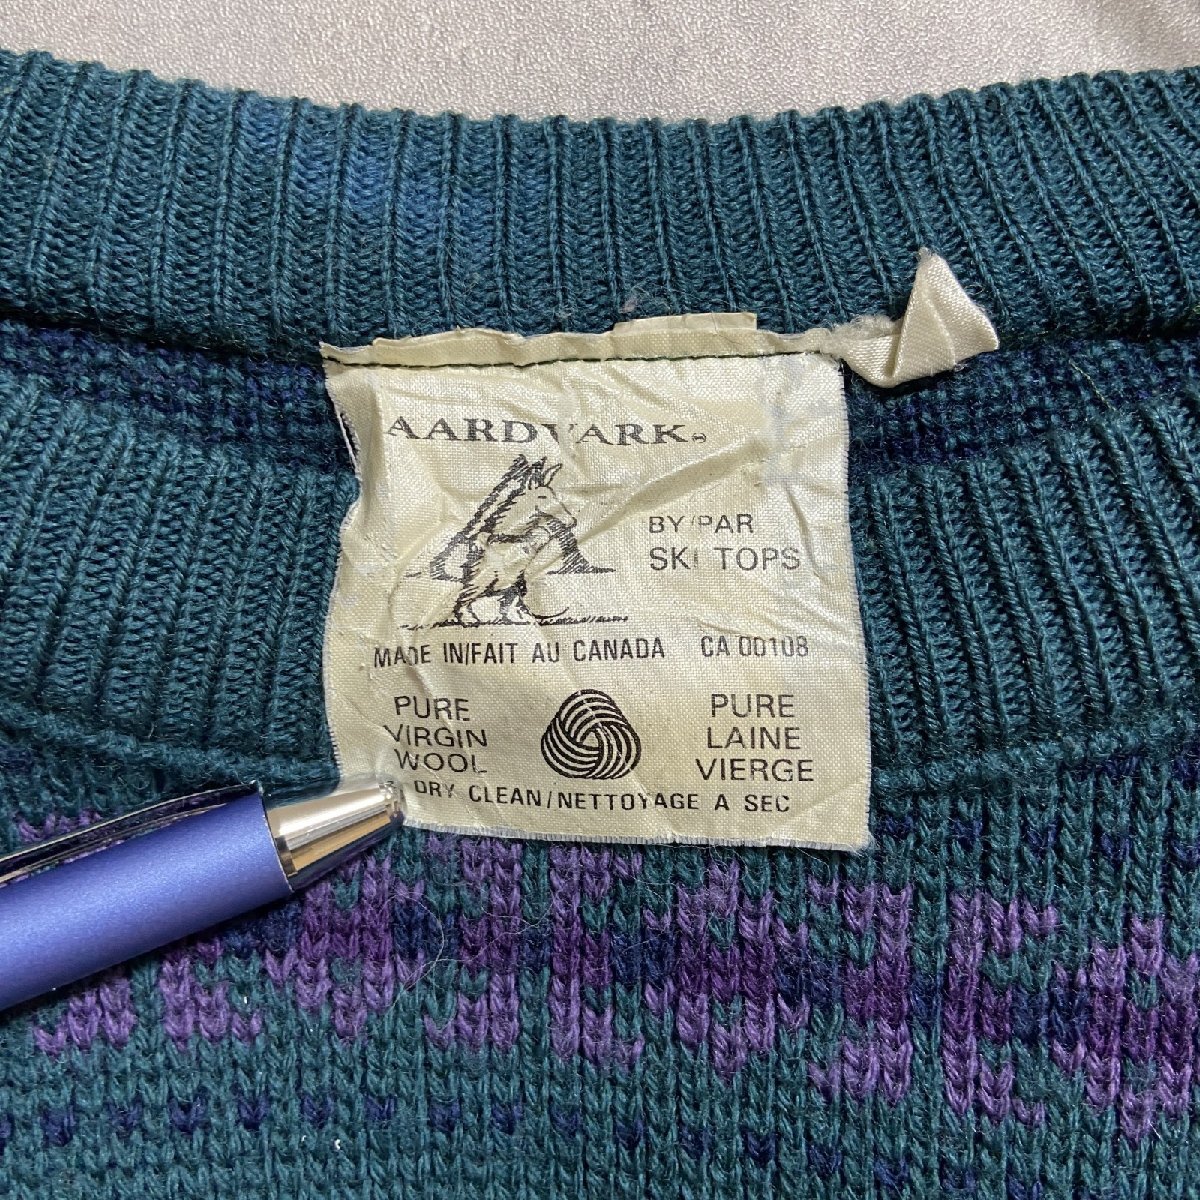 AARDVARK
BY/PAR
SKI TOPS
MADE IN/FAIT AU CANADA CA 00108
PURE
VIRGIN
WOOL
PURE
LAINE
VIERGE
DRY CLEAN/NETTOYAGE A SEC